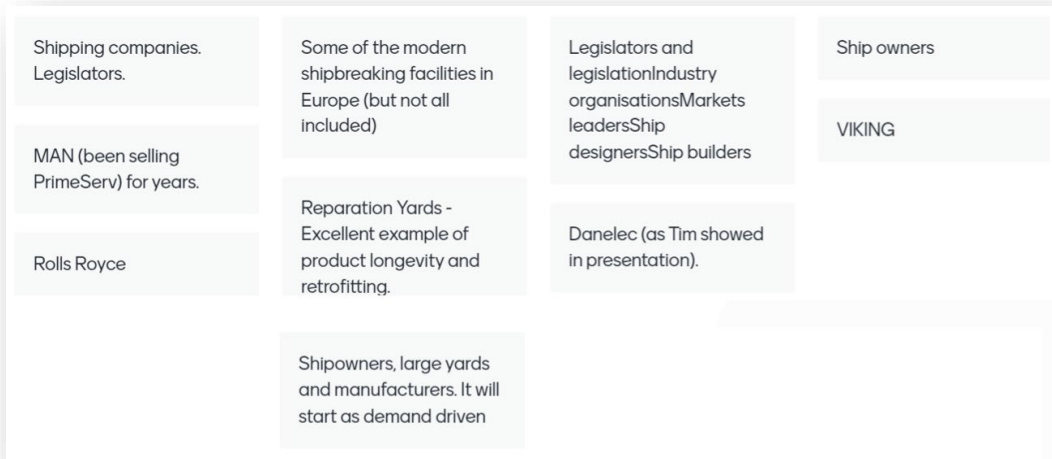 Shipping companies.
Legislators.
MAN (been selling
PrimeServ) for years.
Rolls Royce
Some of the modern
shipbreaking facilities in
Europe (but not all
included)
Reparation Yards -
Excellent example of
product longevity and
retrofitting.
Shipowners, large yards
and manufacturers. It will
start as demand driven
Legislators and
legislationIndustry
organisationsMarkets
leadersShip
designersShip builders
Danelec (as Tim showed
in presentation).
Ship owners
VIKING